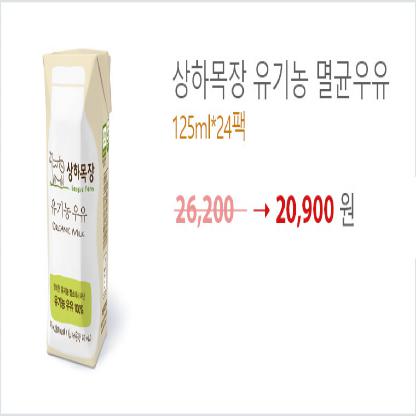 상하목장 유기농 멸균우유
125ml*24팩
26,200 → 20,900 원
상하목장
Sangha Farm
유기농우유
ORGANIC MILK
유기농 우유 100%